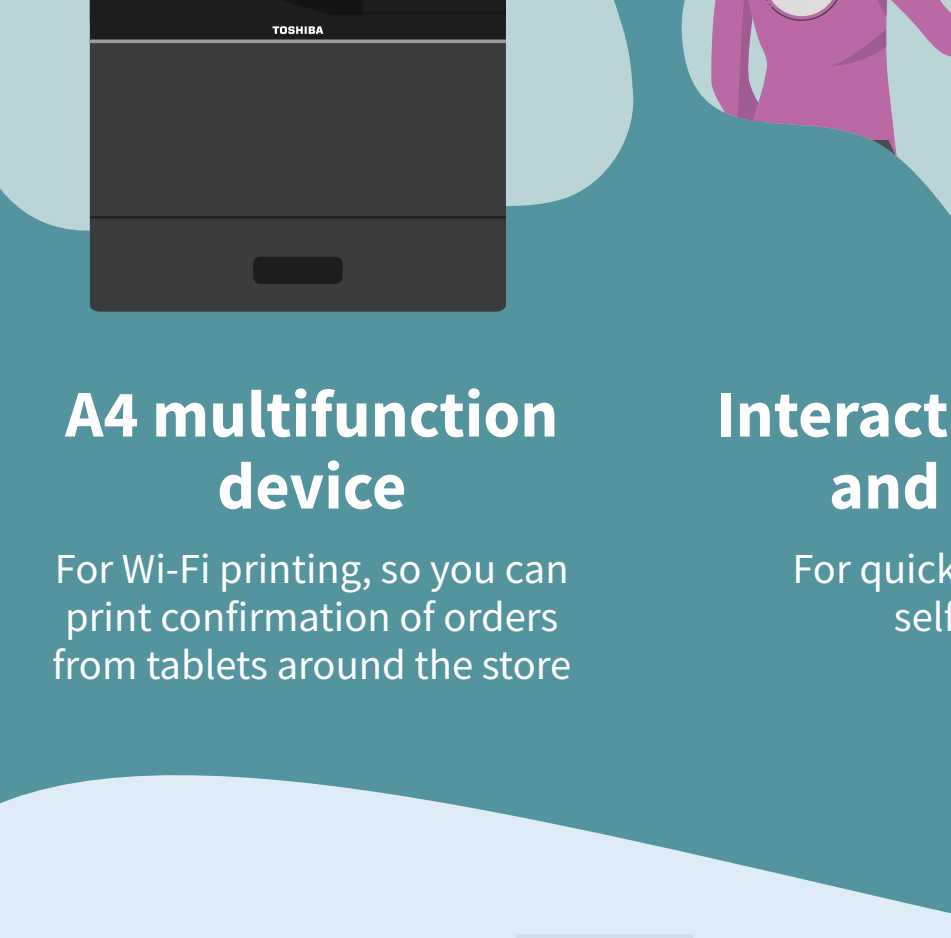 TOSHIBA
A4 multifunction
device
For Wi-Fi printing, so you can
print confirmation of orders
from tablets around the store
Interact
and
For quick
self